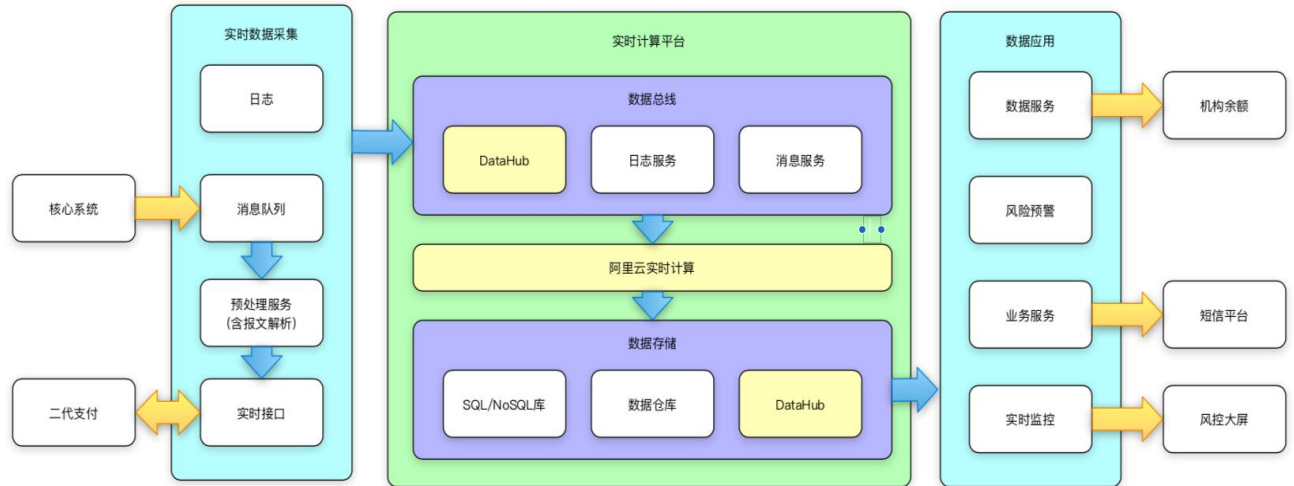 核心系统
二代支付
实时数据采集
日志
消息队列
预处理服务
(含报文解析)
实时接口
实时计算平台
数据总线
DataHub
日志服务
消息服务
阿里云实时计算
数据存储
SQL/NoSQL库
数据仓库
DataHub
数据应用
数据服务
风险预警
业务服务
实时监控
机构余额
短信平台
风控大屏